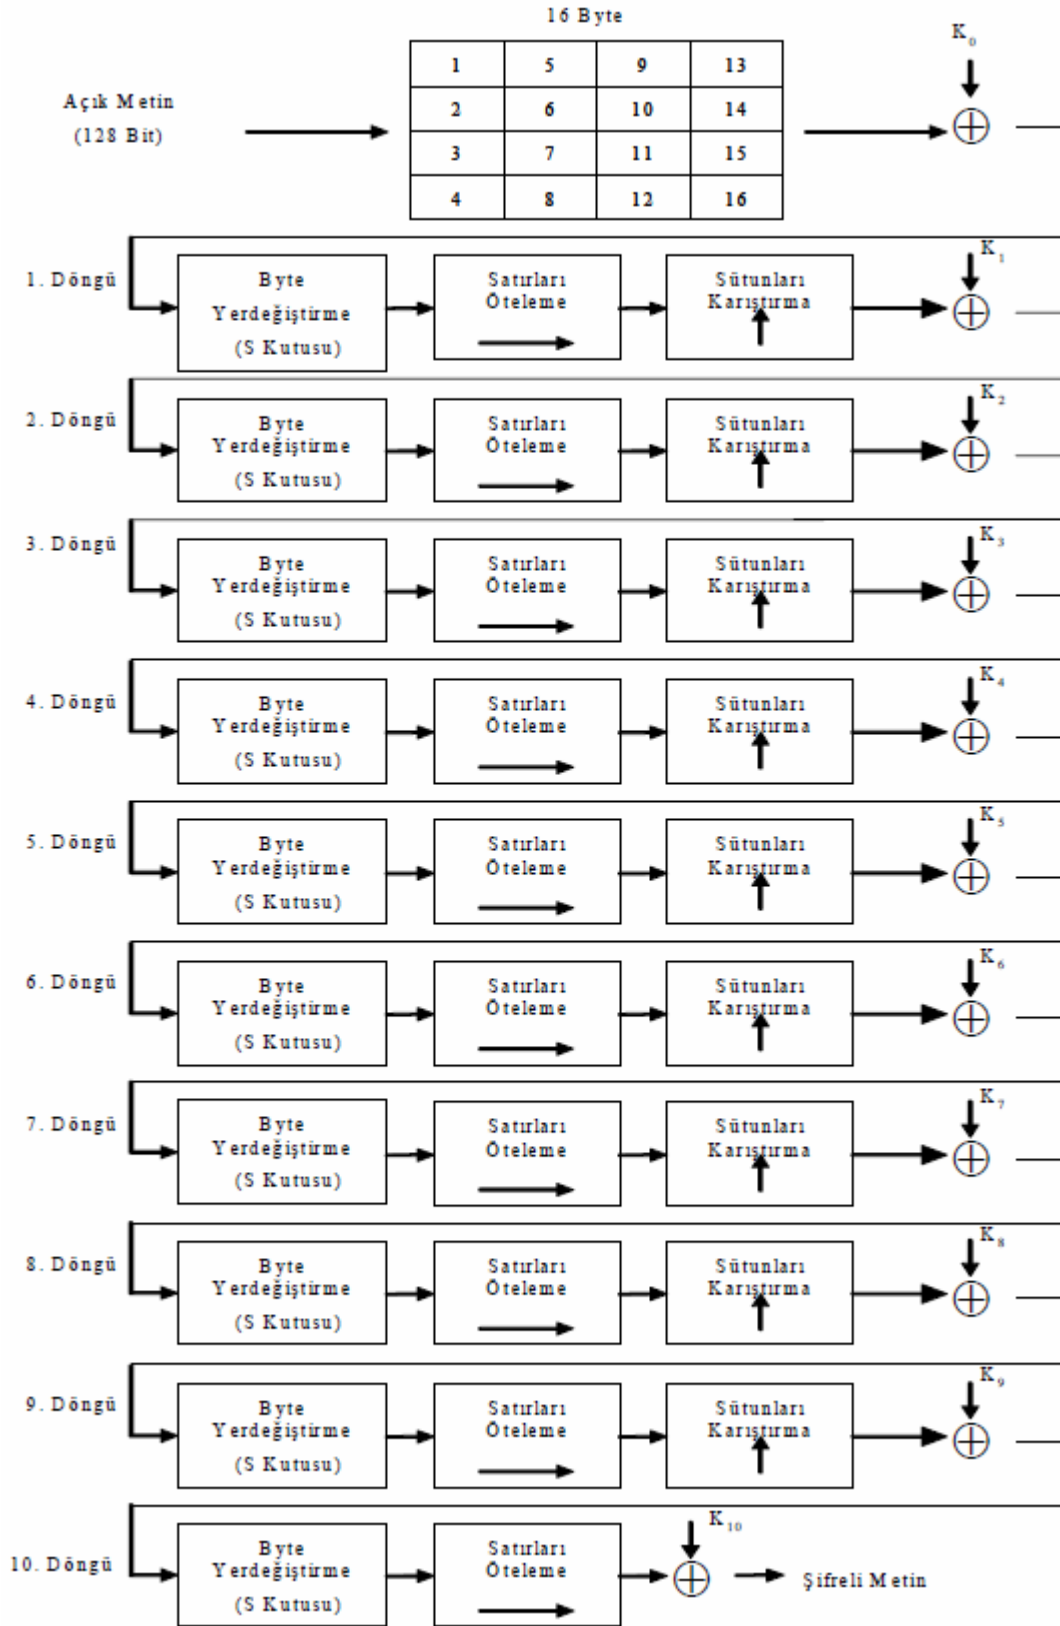 16 Byte
K0
1 5 9 13
Açık Metin
(128 Bit)
2 6 10 14
3 7 11 15
4 8 12 16
1. Döngü
Byte
Yerdeğiştirme
(S Kutusu)
Satırları
Öteleme
Sütunları
Karıştırma
K1
2. Döngü
Byte
Yerdeğiştirme
(S Kutusu)
Satırları
Öteleme
Sütunları
Karıştırma
K2
3. Döngü
Byte
Yerdeğiştirme
(S Kutusu)
Satırları
Öteleme
Sütunları
Karıştırma
K3
4. Döngü
Byte
Yerdeğiştirme
(S Kutusu)
Satırları
Öteleme
Sütunları
Karıştırma
K4
5. Döngü
Byte
Yerdeğiştirme
(S Kutusu)
Satırları
Öteleme
Sütunları
Karıştırma
K5
6. Döngü
Byte
Yerdeğiştirme
(S Kutusu)
Satırları
Öteleme
Sütunları
Karıştırma
K6
7. Döngü
Byte
Yerdeğiştirme
(S Kutusu)
Satırları
Öteleme
Sütunları
Karıştırma
K7
8. Döngü
Byte
Yerdeğiştirme
(S Kutusu)
Satırları
Öteleme
Sütunları
Karıştırma
K8
9. Döngü
Byte
Yerdeğiştirme
(S Kutusu)
Satırları
Öteleme
Sütunları
Karıştırma
K9
10. Döngü
Byte
Yerdeğiştirme
(S Kutusu)
Satırları
Öteleme
K10
Şifreli Metin